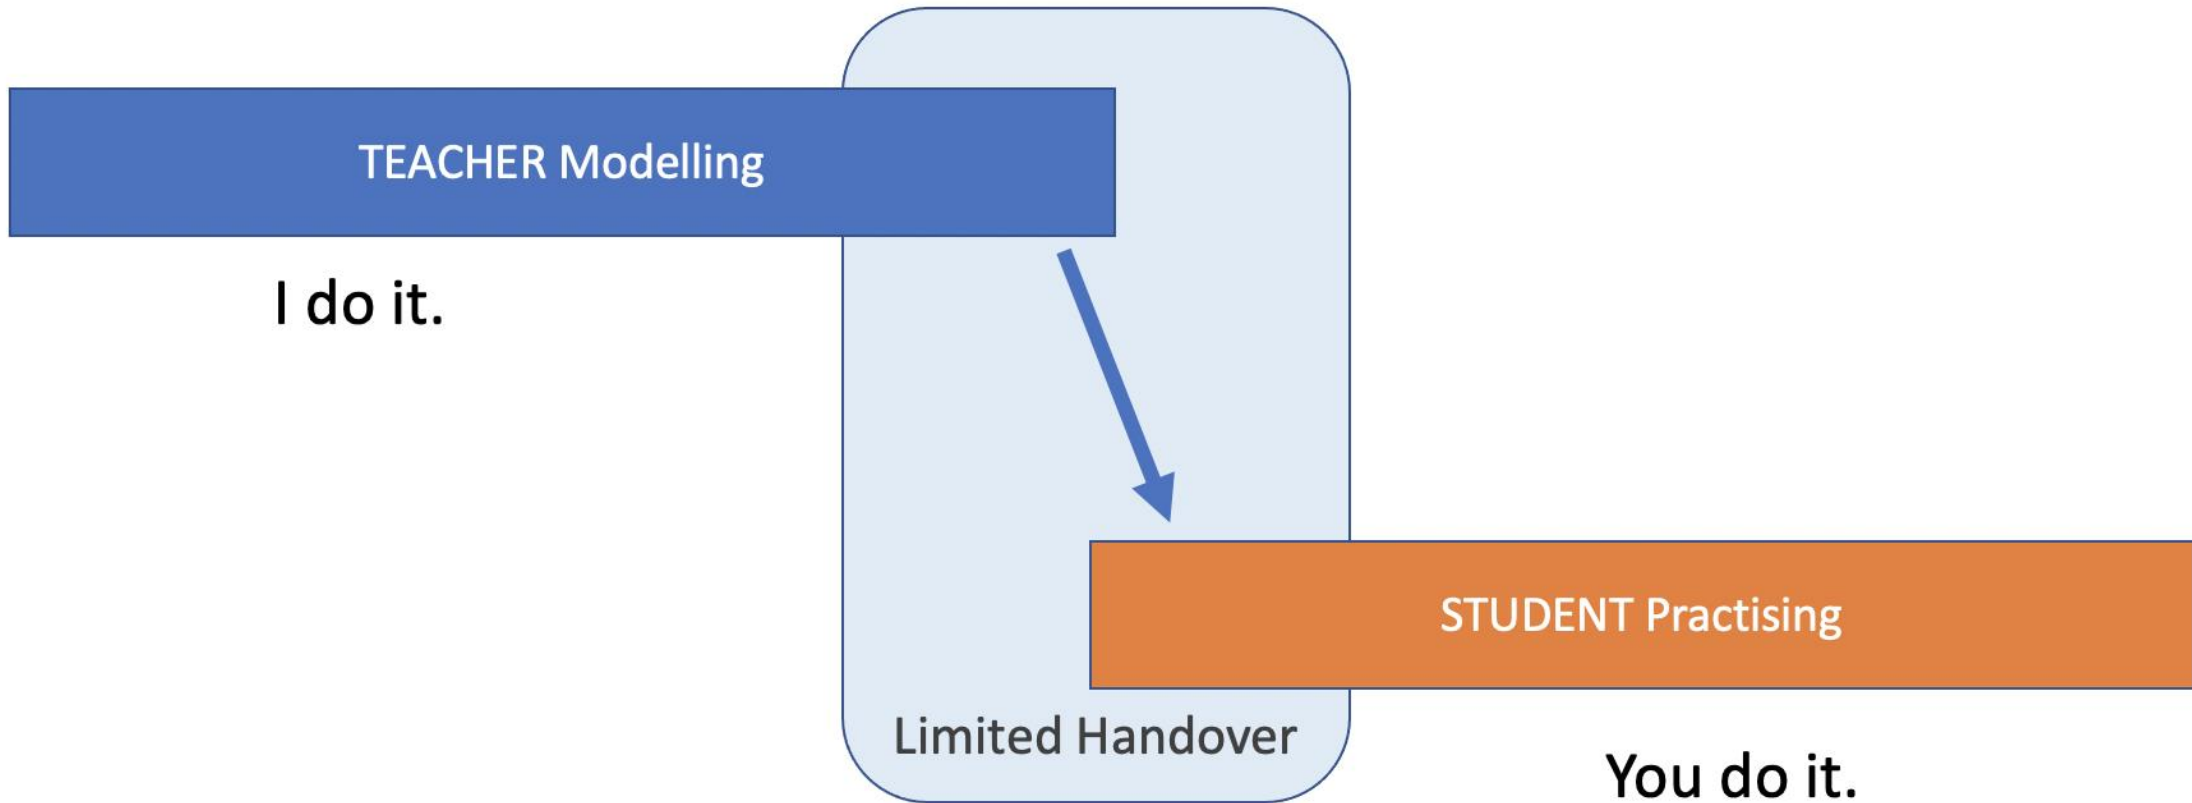 TEACHER Modelling
I do it.
STUDENT Practising
Limited Handover
You do it.